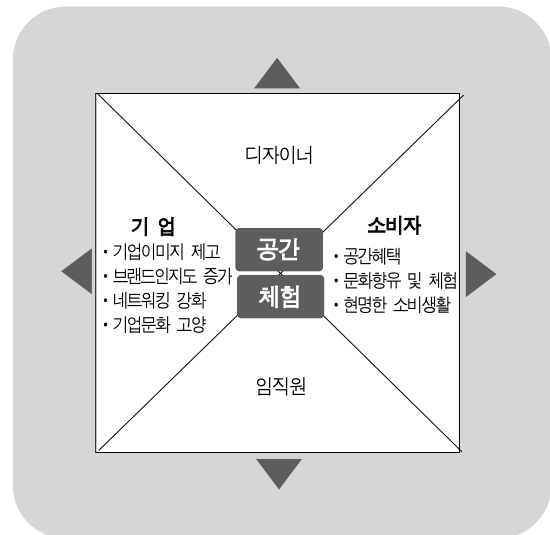 디자이너
기 업
• 기업이미지 제고
• 브랜드인지도 증가
• 네트워킹 강화
• 기업문화 고양
공간
×
체험
소비자
• 공간혜택
• 문화향유 및 체험
• 현명한 소비생활
임직원